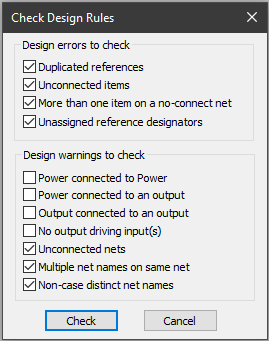 Check Design Rules
Design errors to check
Duplicated references
Unconnected items
More than one item on a no-connect net
Unassigned reference designators
Design warnings to check
Power connected to Power
Power connected to an output
Output connected to an output
No output driving input(s)
Unconnected nets
Multiple net names on same net
Non-case distinct net names
Check
Cancel